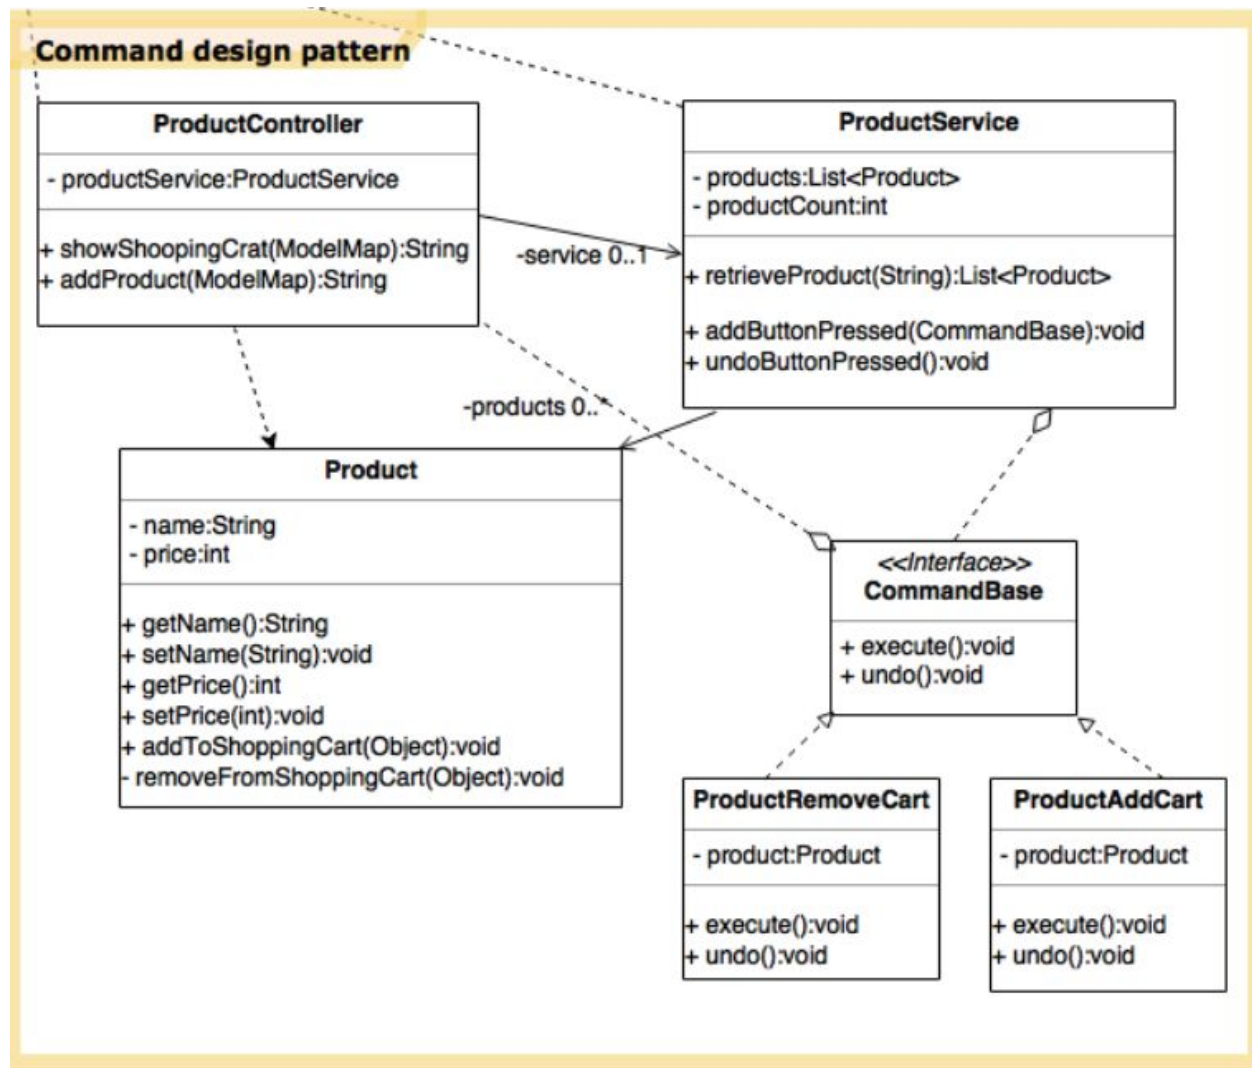 Command design pattern
ProductController
- productService:ProductService
+ showShoopingCrat(ModelMap):String
+ addProduct(ModelMap):String
ProductService
- products:List<Product>
- productCount:int
+ retrieveProduct(String):List<Product>
+ addButtonPressed(CommandBase):void
+ undoButtonPressed():void
-service 0..1
-products 0..*
Product
- name:String
- price:int
+ getName():String
+ setName(String):void
+ getPrice():int
+ setPrice(int):void
+ addToShoppingCart(Object):void
- removeFromShoppingCart(Object):void
<<Interface>>
CommandBase
+ execute():void
+ undo():void
ProductRemoveCart
- product:Product
+ execute():void
+ undo():void
ProductAddCart
- product:Product
+ execute():void
+ undo():void